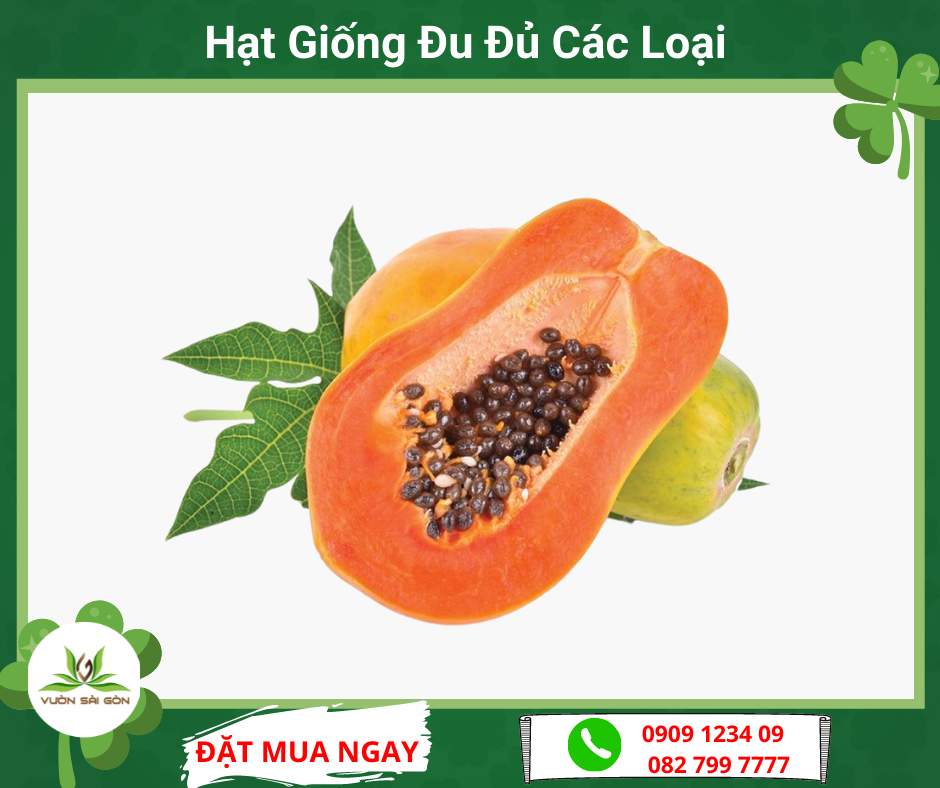 Hạt Giống Đu Đủ Các Loại
VƯỜN SÀI GÒN
ĐẶT MUA NGAY
0909 1234 09
082 799 7777